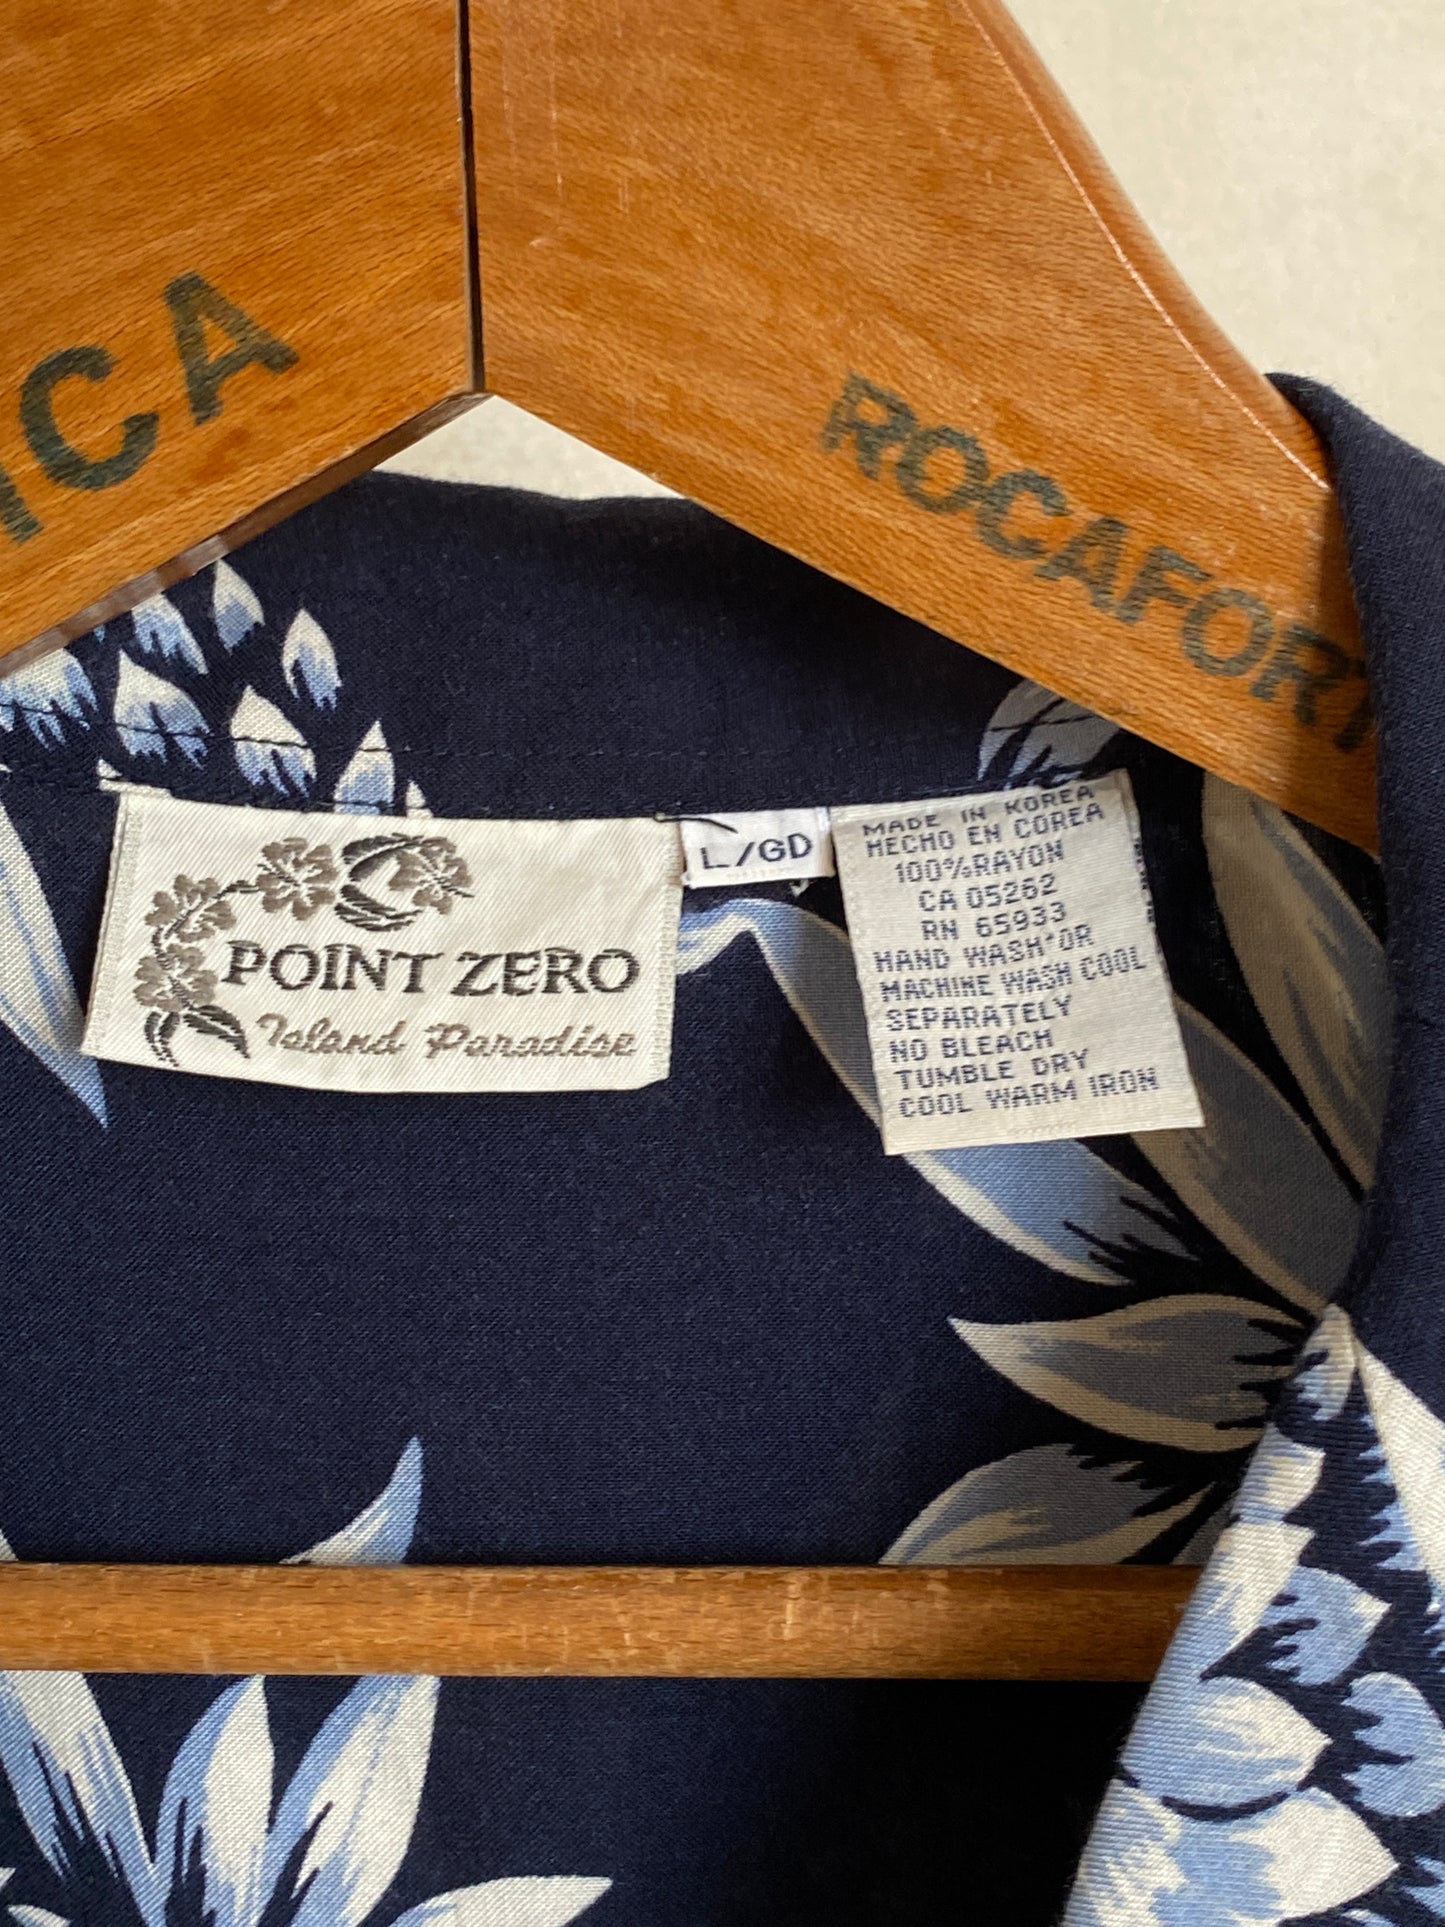 ICA
ROCAFORT
POINT ZERO
Island Paradise
L/GD
MADE IN KOREA
HECHO EN COREA
100%RAYON
CA 05262
RN 65933
HAND WASH OR
MACHINE WASH COOL
SEPARATELY
NO BLEACH
TUMBLE DRY
COOL WARM IRON